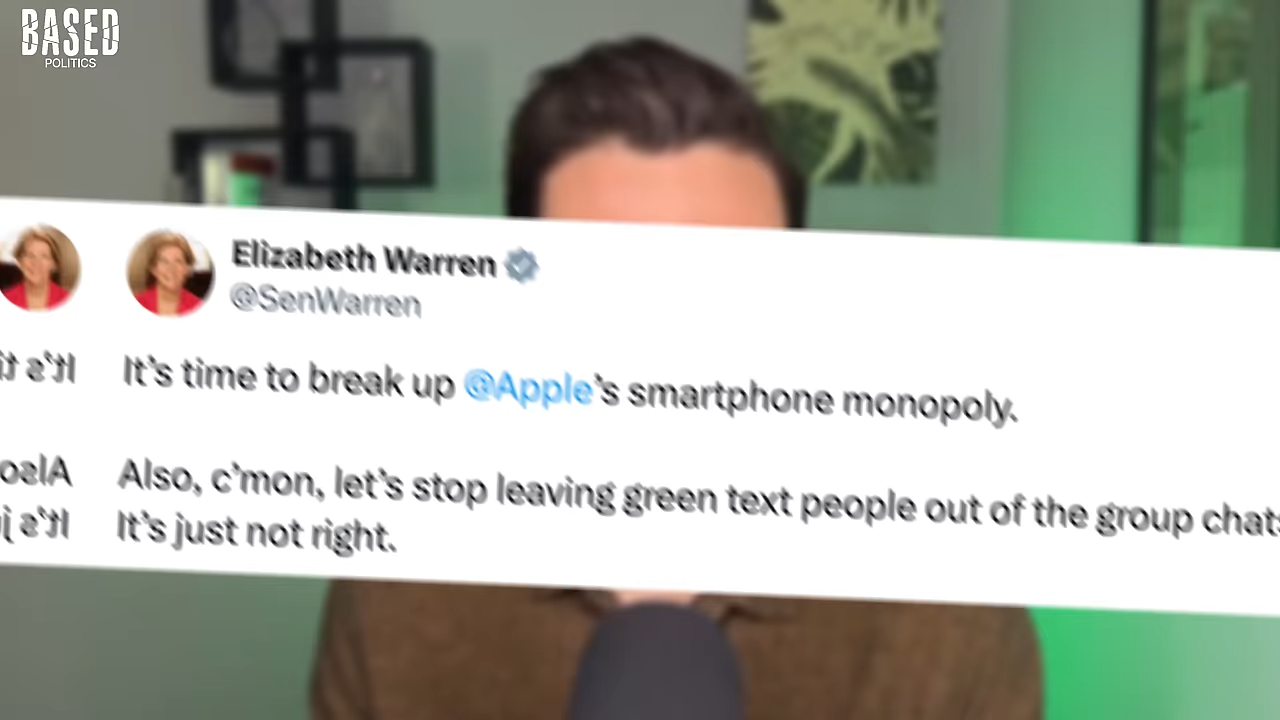 BASED
POLITICS
Elizabeth Warren
@SenWarren
It's time to break up @Apple's smartphone monopoly.
Also, c'mon, let's stop leaving green text people out of the group chats
It's just not right.